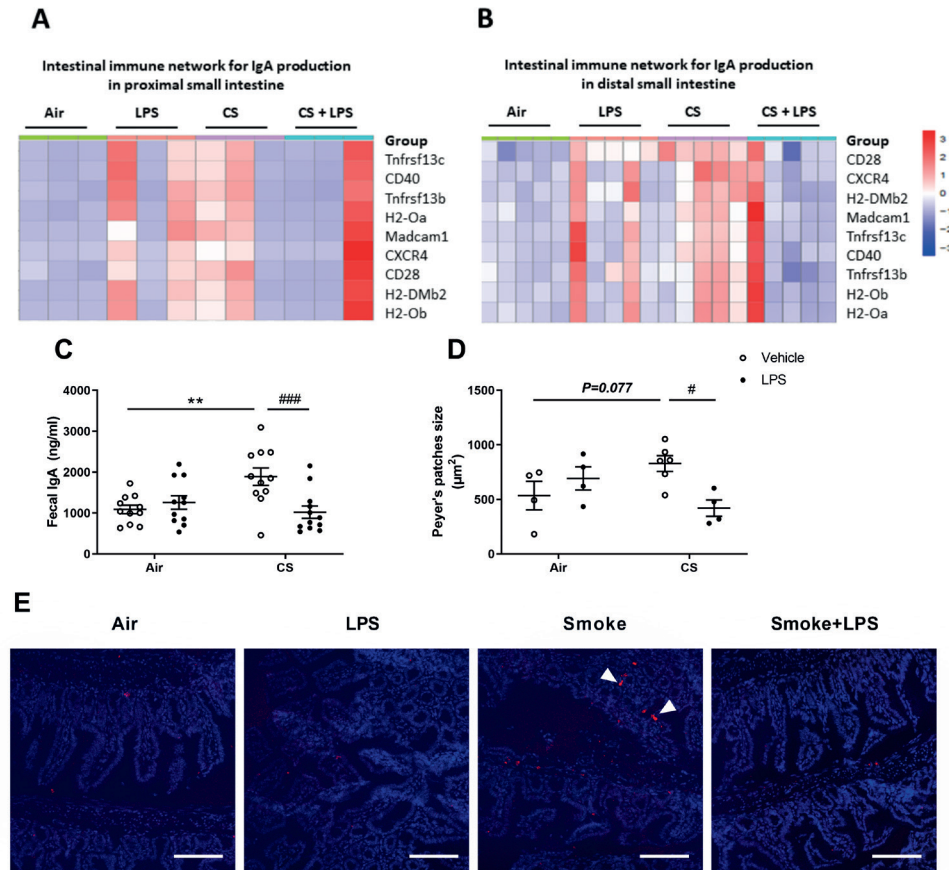 A
B
Intestinal immune network for IgA production
in proximal small intestine
Intestinal immune network for IgA production
in distal small intestine
Air LPS CS CS + LPS
Air LPS CS CS + LPS
Group
Tnfrsf13c
CD40
Tnfrsf13b
H2-Oa
Madcam1
CXCR4
CD28
H2-DMb2
H2-Ob
Group
CD28
CXCR4
H2-DMb2
Madcam1
Tnfrsf13c
CD40
Tnfrsf13b
H2-Ob
H2-Oa
3
2
1
0
−1
−2
−3
C
D
Vehicle
LPS
Fecal IgA (ng/ml)
4000
3000
2000
1000
0
** ###
Air CS
Peyer's patches size
(µm²)
1500
1000
500
0
P=0.077 #
Air CS
E
Air LPS Smoke Smoke+LPS